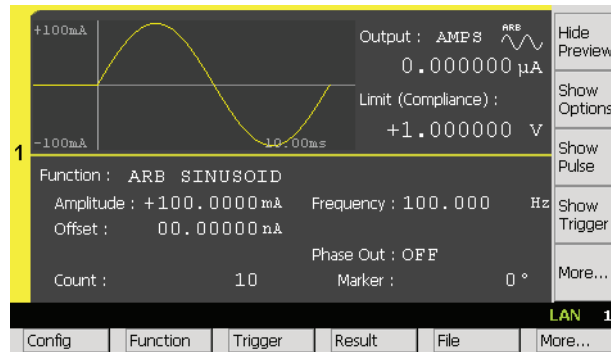 +100mA
Output : AMPS ARB
0.000000 µA
Limit (Compliance) :
+1.000000 V
-100mA
10.00ms
1
Function : ARB SINUSOID
Amplitude : +100.0000 mA Frequency : 100.000 Hz
Offset : 00.00000 nA
Phase Out : OFF
Count : 10 Marker : 0 °
Hide
Preview
Show
Options
Show
Pulse
Show
Trigger
More...
LAN 1
Config Function Trigger Result File More...